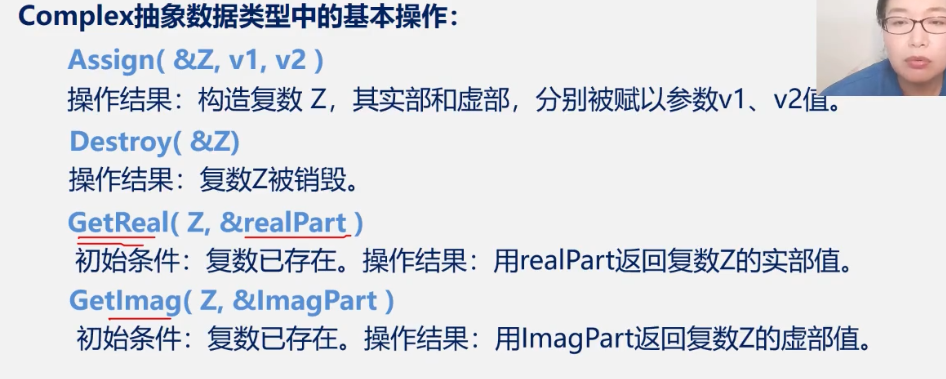 Complex抽象数据类型中的基本操作：
Assign( &Z, v1, v2 )
操作结果：构造复数 Z，其实部和虚部，分别被赋以参数v1、v2值。
Destroy( &Z)
操作结果：复数Z被销毁。
GetReal( Z, &realPart )
初始条件：复数已存在。操作结果：用realPart返回复数Z的实部值。
GetImag( Z, &ImagPart )
初始条件：复数已存在。操作结果：用ImagPart返回复数Z的虚部值。